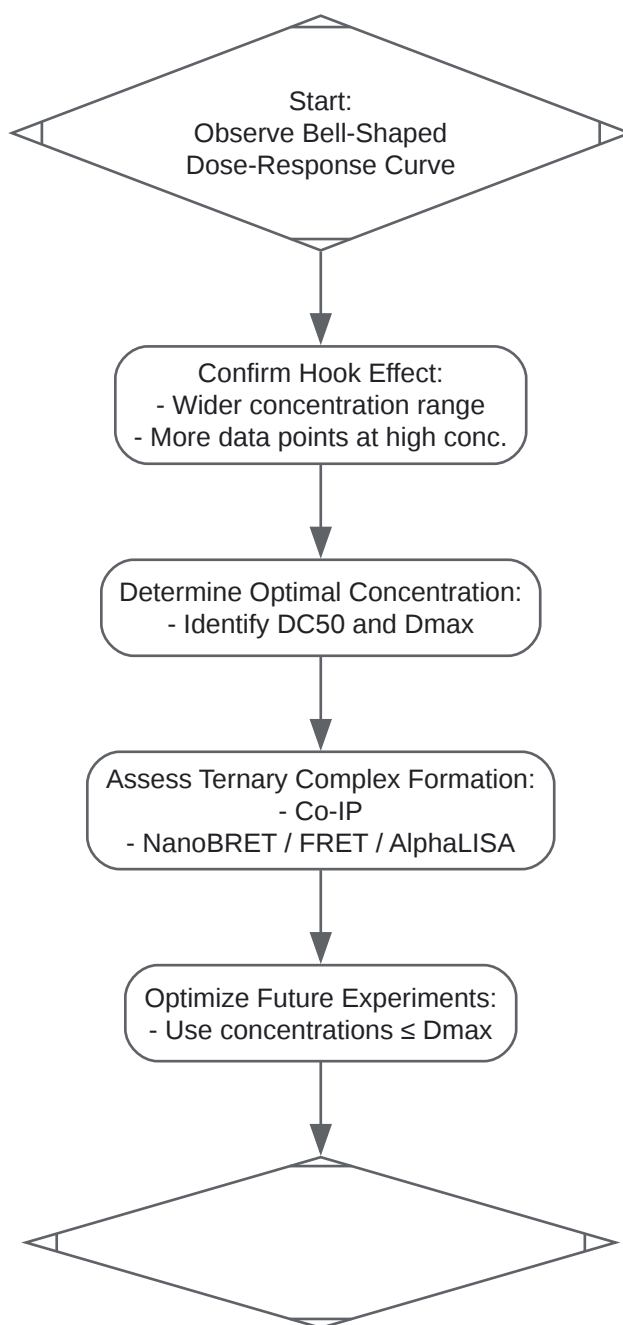 Start:
Observe Bell-Shaped
Dose-Response Curve
Confirm Hook Effect:
- Wider concentration range
- More data points at high conc.
Determine Optimal Concentration:
- Identify DC50 and Dmax
Assess Ternary Complex Formation:
- Co-IP
- NanoBRET / FRET / AlphaLISA
Optimize Future Experiments:
- Use concentrations ≤ Dmax